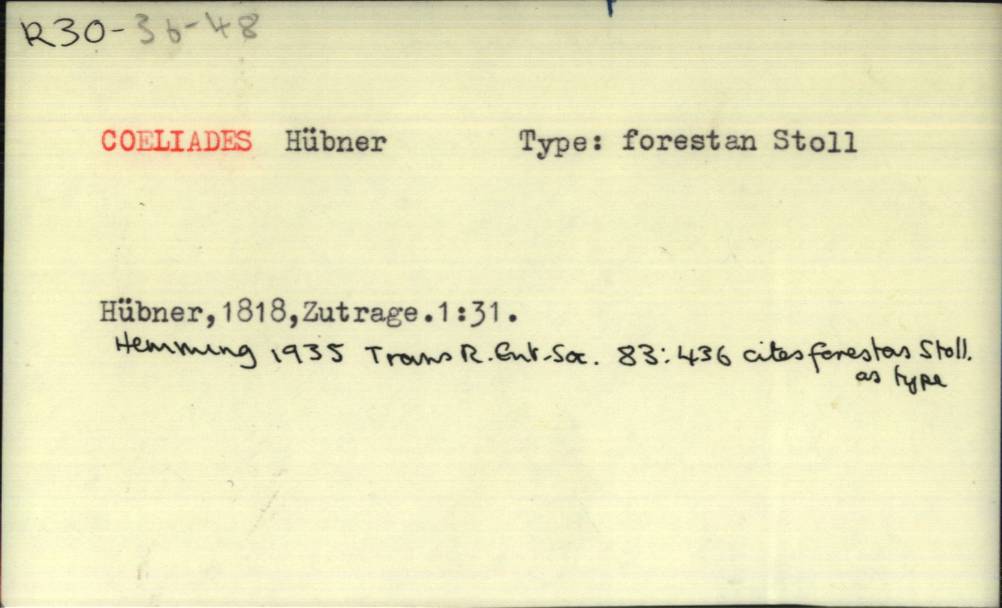 R30-36-48
COELIADES Hübner Type: forestan Stoll
Hübner,1818,Zutrage.1:31.
Hemming 1935 Trans R. Ent. Soc. 83:436 cites forestas Stoll.
as type